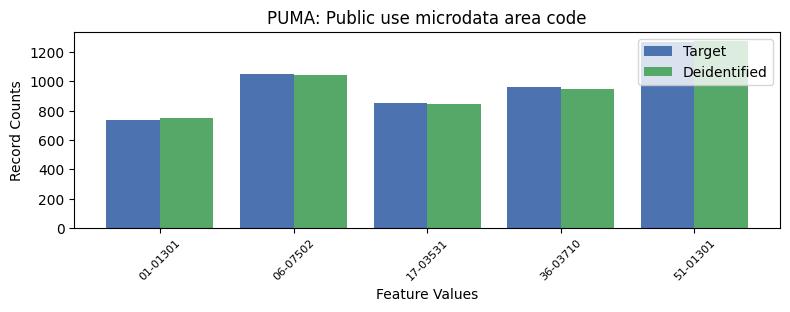 PUMA: Public use microdata area code
Target
Deidentified
Record Counts
1200
1000
800
600
400
200
0
01-01301
06-07502
17-03531
36-03710
51-01301
Feature Values